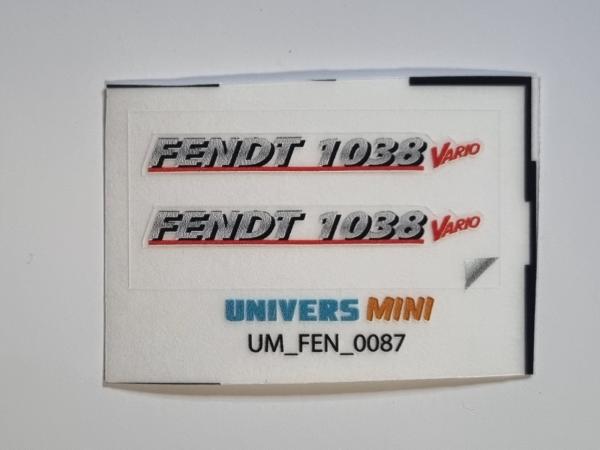 FENDT 1038 VARIO
FENDT 1038 VARIO
UNIVERS MINI
UM_FEN_0087